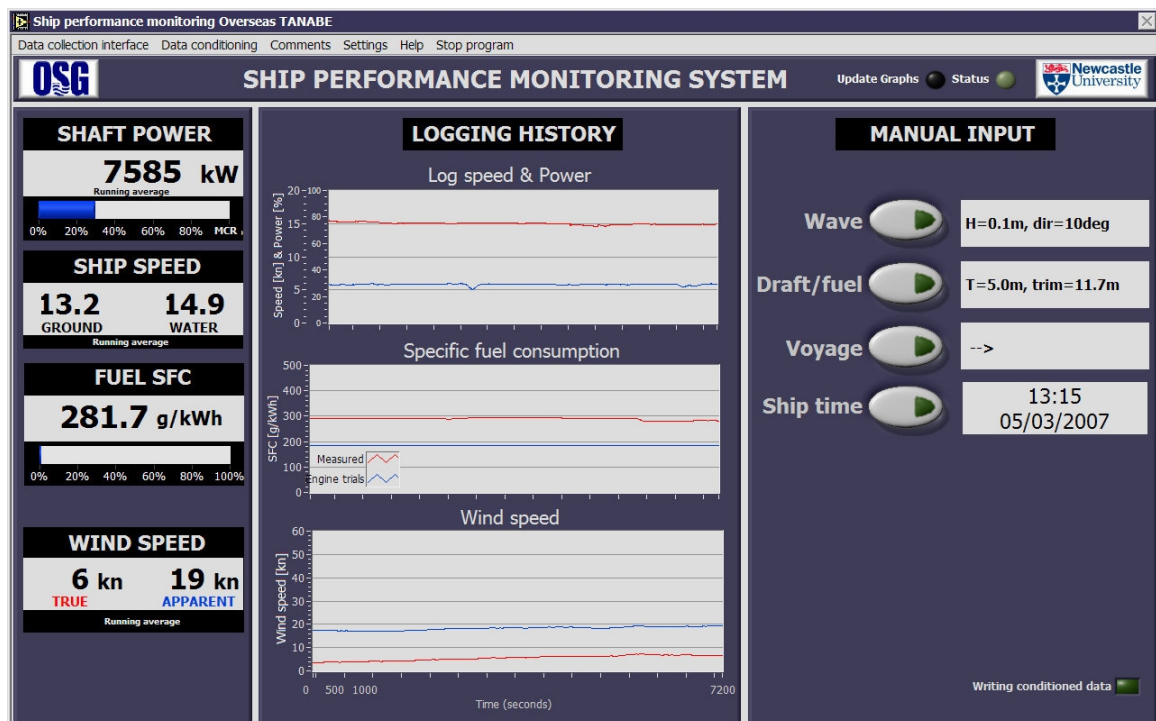 Ship performance monitoring Overseas TANABE
Data collection interface Data conditioning Comments Settings Help Stop program
OSG
SHIP PERFORMANCE MONITORING SYSTEM
Update Graphs Status
Newcastle
University
SHAFT POWER
7585 kW
Running average
0% 20% 40% 60% 80% MCR
SHIP SPEED
13.2 14.9
GROUND WATER
Running average
FUEL SFC
281.7 g/kWh
0% 20% 40% 60% 80% 100%
WIND SPEED
6 kn 19 kn
TRUE APPARENT
Running average
LOGGING HISTORY
Log speed & Power
Speed [kn] & Power [%]
20 100
80
15
60
10
40
5
20
0 0
Specific fuel consumption
SFC [g/kWh]
500
400
300
200
100
0
Measured
Engine trials
Wind speed
Wind speed [kn]
60
50
40
30
20
10
0
0 500 1000 7200
Time (seconds)
MANUAL INPUT
Wave H=0.1m, dir=10deg
Draft/fuel T=5.0m, trim=11.7m
Voyage -->
Ship time 13:15
05/03/2007
Writing conditioned data